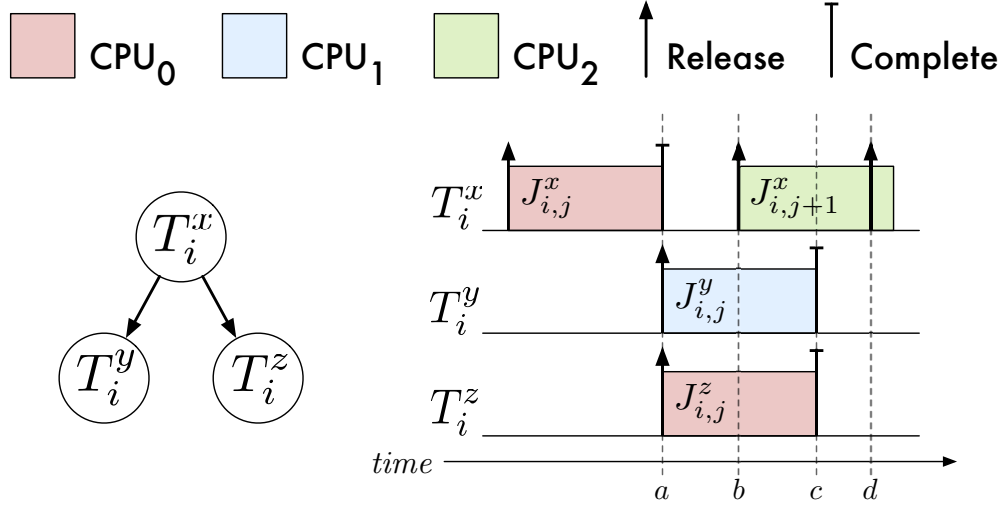 CPU₀ CPU₁ CPU₂ Release Complete
T_i^x
T_i^y T_i^z
T_i^x J_{i,j}^x J_{i,j+1}^x
T_i^y J_{i,j}^y
T_i^z J_{i,j}^z
time
a b c d